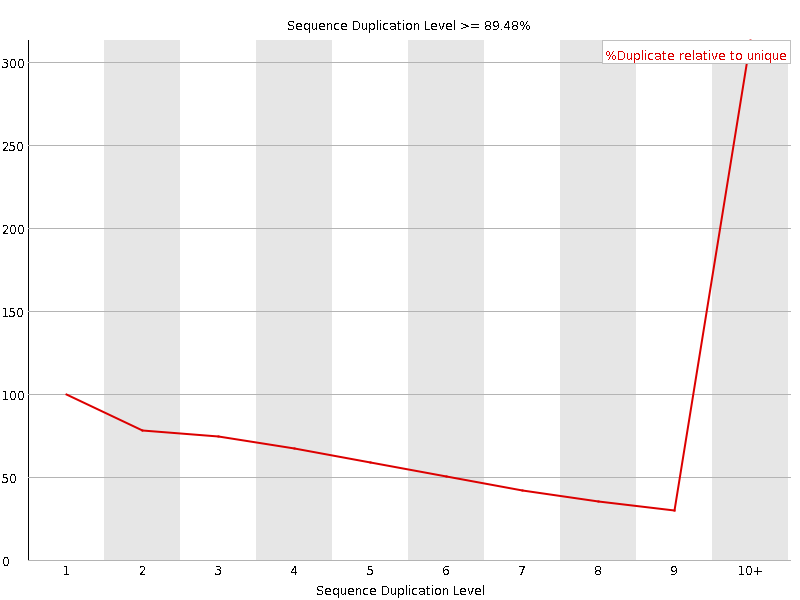 Sequence Duplication Level >= 89.48%
%Duplicate relative to unique
300
250
200
150
100
50
0
1 2 3 4 5 6 7 8 9 10+
Sequence Duplication Level